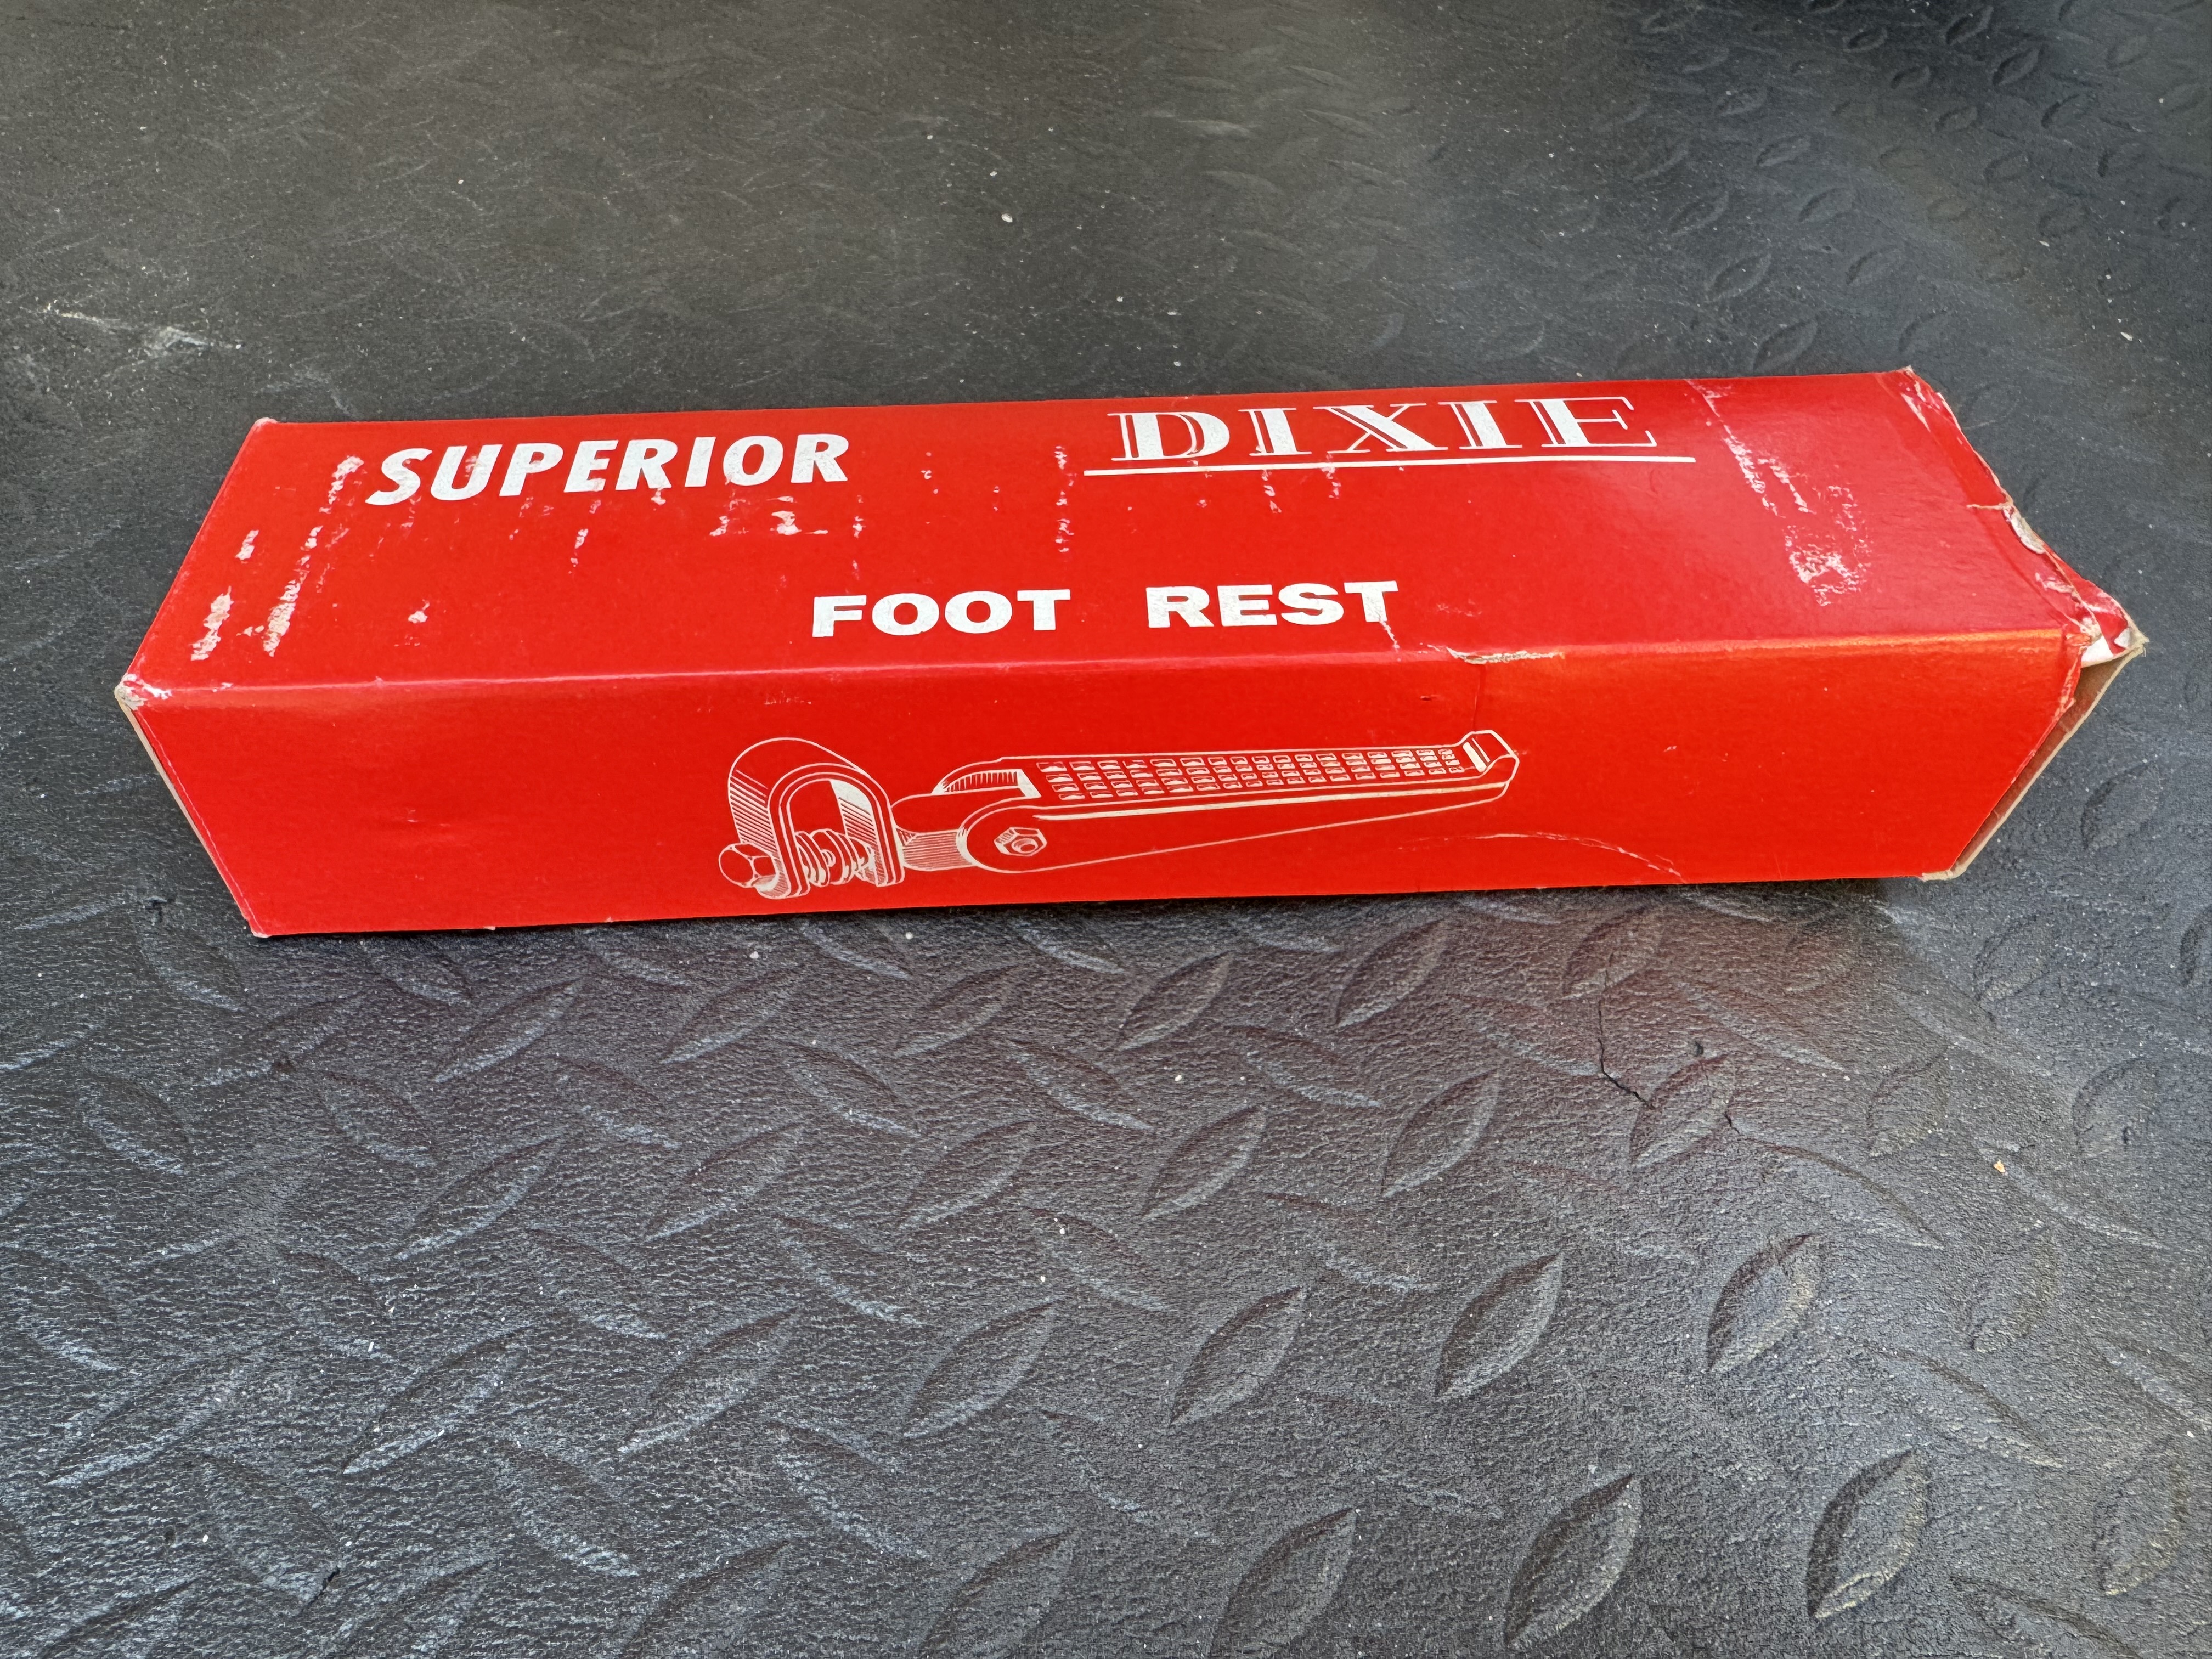 SUPERIOR DIXIE
FOOT REST